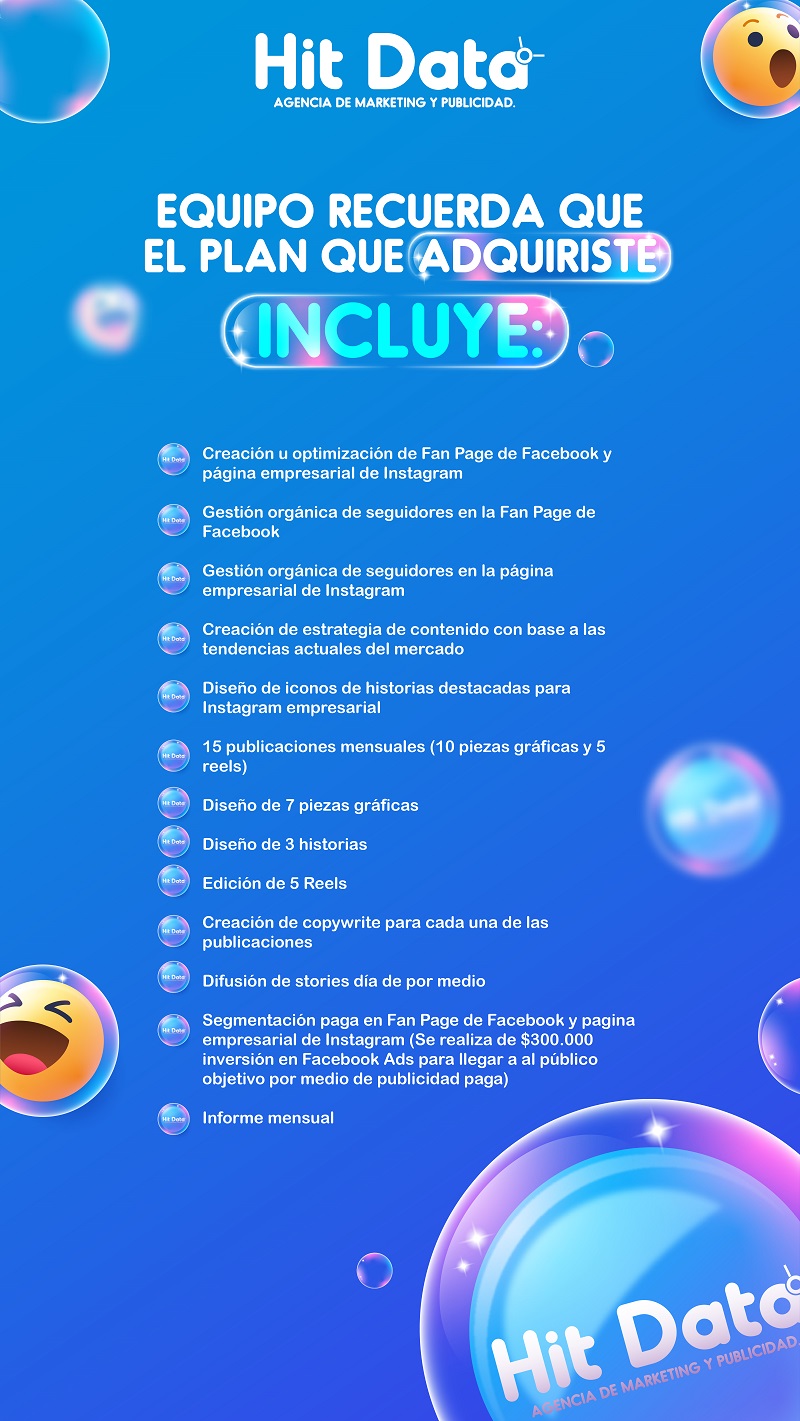 Hit Data
AGENCIA DE MARKETING Y PUBLICIDAD.
EQUIPO RECUERDA QUE
EL PLAN QUE ADQUIRISTE
INCLUYE:
Hit Data
Creación u optimización de Fan Page de Facebook y
página empresarial de Instagram
Hit Data
Gestión orgánica de seguidores en la Fan Page de
Facebook
Hit Data
Gestión orgánica de seguidores en la página
empresarial de Instagram
Hit Data
Creación de estrategia de contenido con base a las
tendencias actuales del mercado
Hit Data
Diseño de iconos de historias destacadas para
Instagram empresarial
Hit Data
15 publicaciones mensuales (10 piezas gráficas y 5
reels)
Hit Data
Diseño de 7 piezas gráficas
Hit Data
Diseño de 3 historias
Hit Data
Edición de 5 Reels
Hit Data
Creación de copywrite para cada una de las
publicaciones
Hit Data
Difusión de stories día de por medio
Hit Data
Segmentación paga en Fan Page de Facebook y pagina
empresarial de Instagram (Se realiza de $300.000
inversión en Facebook Ads para llegar a al público
objetivo por medio de publicidad paga)
Hit Data
Informe mensual
Hit Data
Hit Data
AGENCIA DE MARKETING Y PUBLICIDAD.